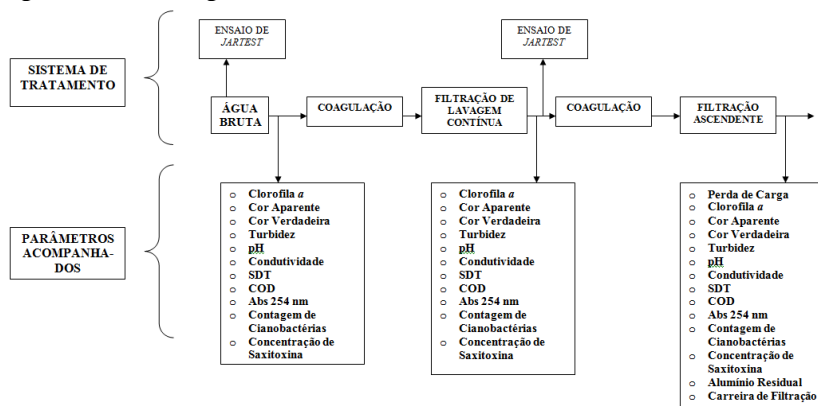 ENSAIO DE
JARTEST
ENSAIO DE
JARTEST
SISTEMA DE
TRATAMENTO
ÁGUA
BRUTA
COAGULAÇÃO
FILTRAÇÃO DE
LAVAGEM
CONTÍNUA
COAGULAÇÃO
FILTRAÇÃO
ASCENDENTE
PARÂMETROS
ACOMPANHA-
DOS
o Clorofila a
o Cor Aparente
o Cor Verdadeira
o Turbidez
o pH
o Condutividade
o SDT
o COD
o Abs 254 nm
o Contagem de
Cianobactérias
o Concentração de
Saxitoxina
o Clorofila a
o Cor Aparente
o Cor Verdadeira
o Turbidez
o pH
o Condutividade
o SDT
o COD
o Abs 254 nm
o Contagem de
Cianobactérias
o Concentração de
Saxitoxina
o Perda de Carga
o Clorofila a
o Cor Aparente
o Cor Verdadeira
o Turbidez
o pH
o Condutividade
o SDT
o COD
o Abs 254 nm
o Contagem de
Cianobactérias
o Concentração de
Saxitoxina
o Alumínio Residual
o Carreira de Filtração